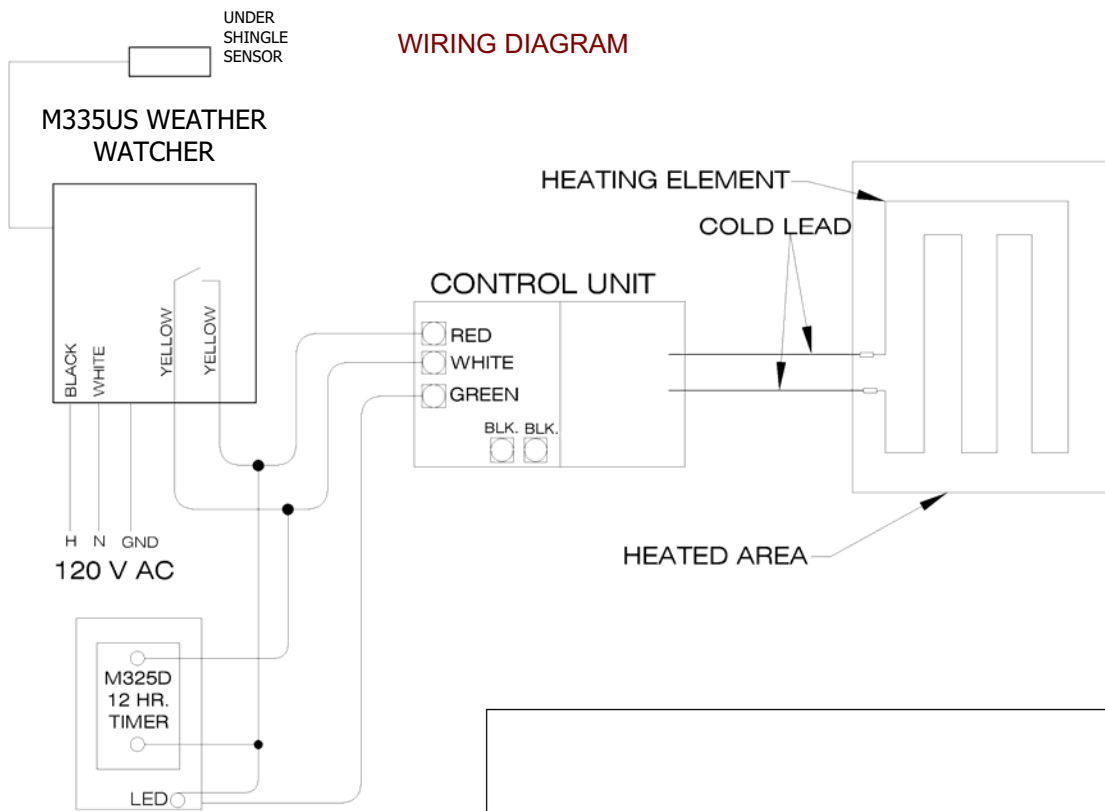 UNDER
SHINGLE
SENSOR
WIRING DIAGRAM
M335US WEATHER
WATCHER
HEATING ELEMENT
COLD LEAD
CONTROL UNIT
BLACK
WHITE
YELLOW
YELLOW
RED
WHITE
GREEN
BLK. BLK.
H N GND
120 V AC
HEATED AREA
M325D
12 HR.
TIMER
LED